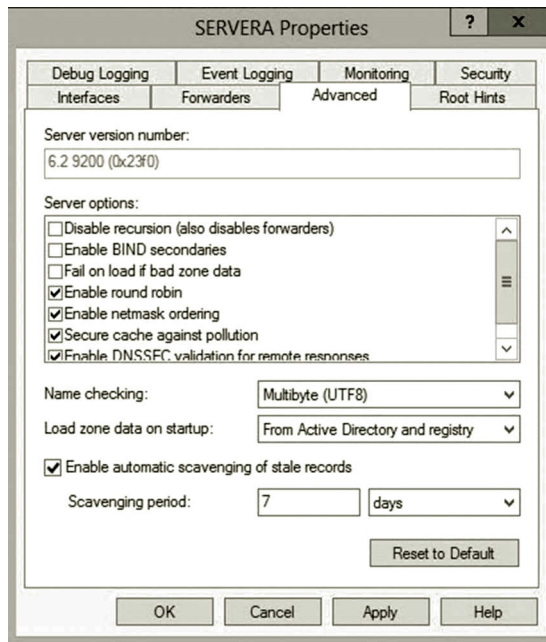 SERVERA Properties
? x
Debug Logging Event Logging Monitoring Security
Interfaces Forwarders Advanced Root Hints
Server version number:
6.2 9200 (0x23f0)
Server options:
Disable recursion (also disables forwarders)
Enable BIND secondaries
Fail on load if bad zone data
Enable round robin
Enable netmask ordering
Secure cache against pollution
Enable DNSSEC validation for remote responses
Name checking: Multibyte (UTF8)
Load zone data on startup: From Active Directory and registry
Enable automatic scavenging of stale records
Scavenging period: 7 days
Reset to Default
OK Cancel Apply Help